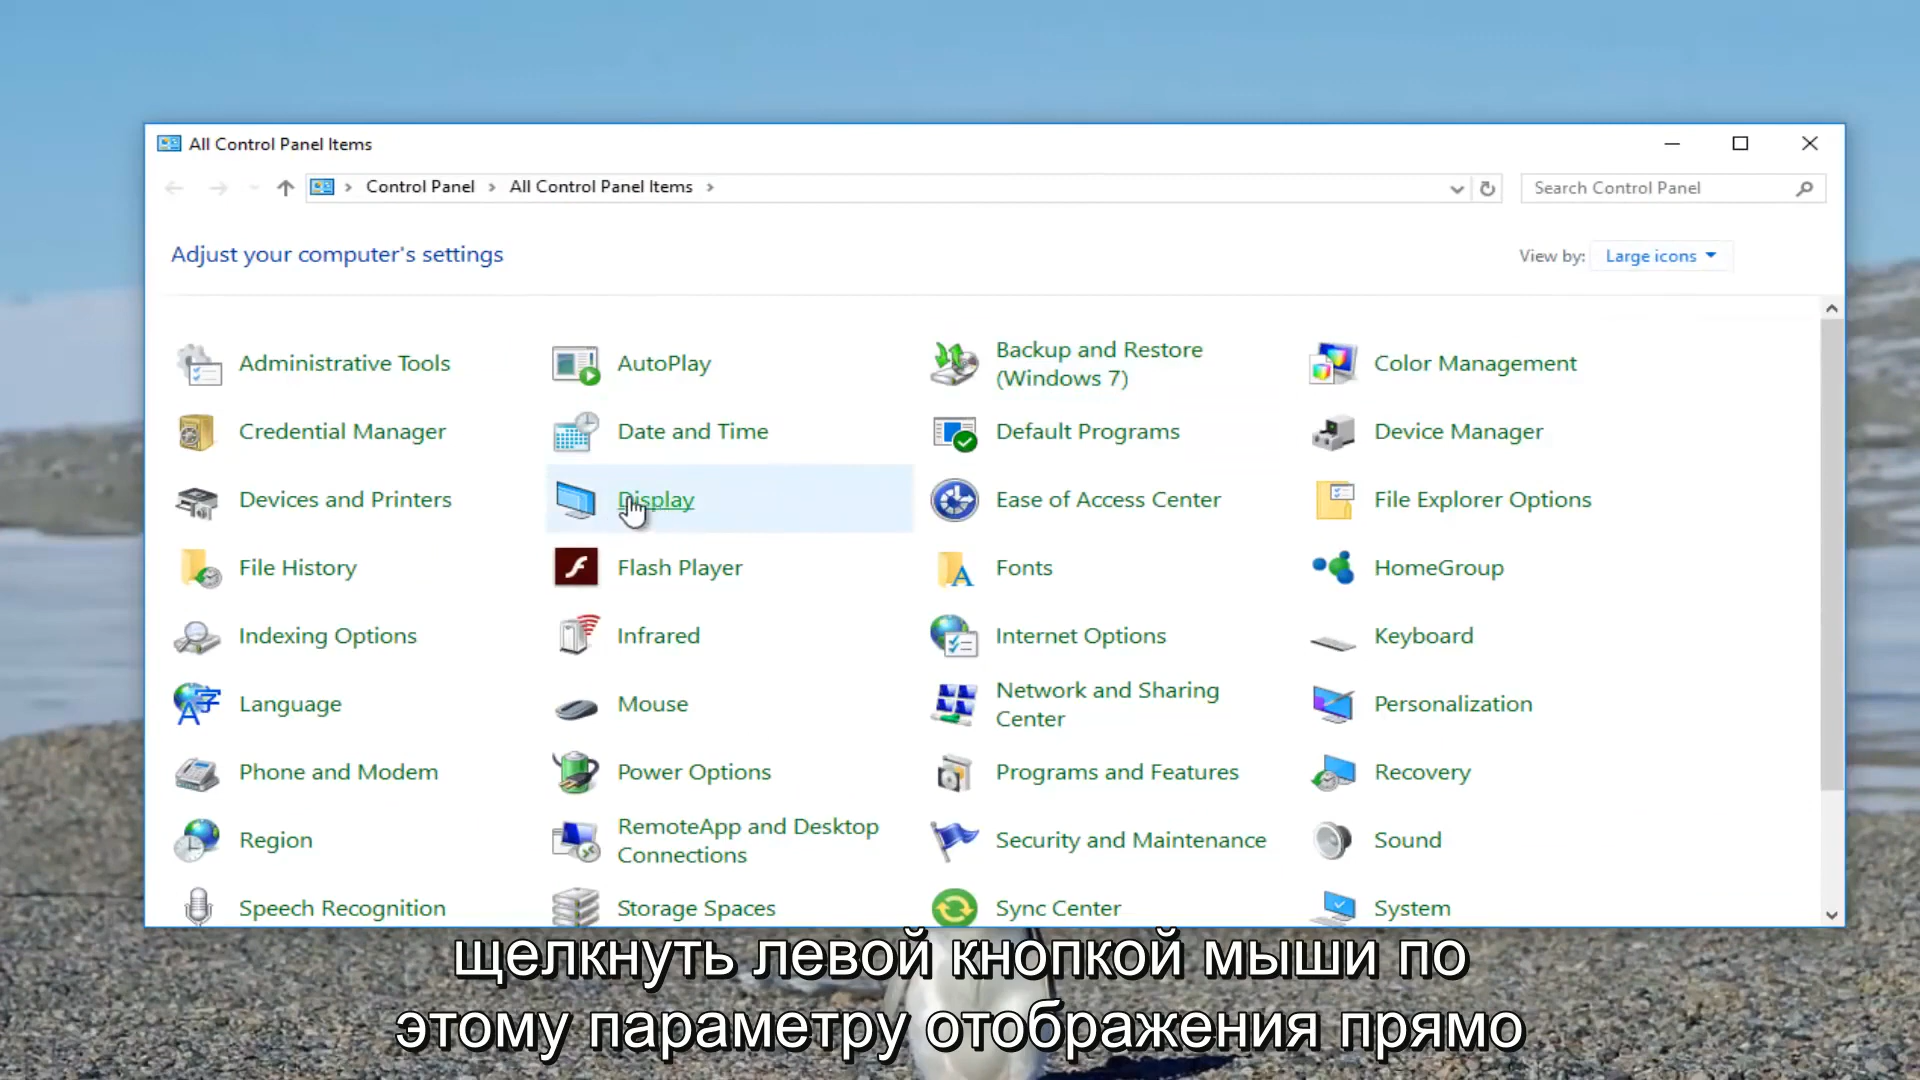 All Control Panel Items
Control Panel
All Control Panel Items
Search Control Panel
Adjust your computer's settings
View by:
Large icons
Administrative Tools
AutoPlay
Backup and Restore
(Windows 7)
Color Management
Credential Manager
Date and Time
Default Programs
Device Manager
Devices and Printers
Display
Ease of Access Center
File Explorer Options
File History
Flash Player
Fonts
HomeGroup
Indexing Options
Infrared
Internet Options
Keyboard
Language
Mouse
Network and Sharing
Center
Personalization
Phone and Modem
Power Options
Programs and Features
Recovery
Region
RemoteApp and Desktop
Connections
Security and Maintenance
Sound
Speech Recognition
Storage Spaces
Sync Center
System
щелкнуть левой кнопкой мыши по
этому параметру отображения прямо